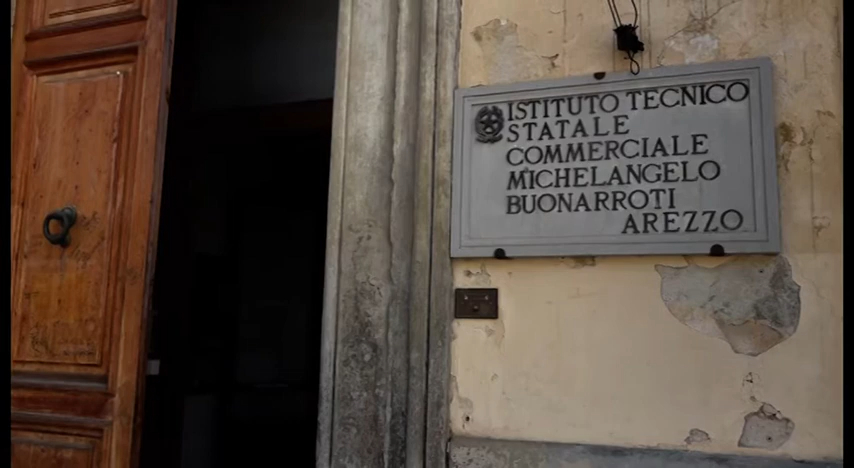 ISTITUTO TECNICO
STATALE
COMMERCIALE
MICHELANGELO
BUONARROTI
AREZZO